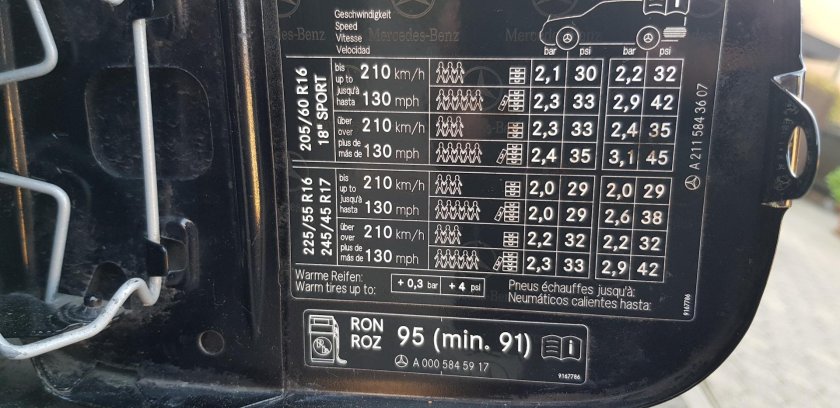 Geschwindigkeit
Speed
Vitesse
Velocidad
Mercedes-Benz
bar psi bar psi
205/60 R16
18" SPORT
bis
up to
jusqu'à
hasta
210 km/h
130 mph
2,1 30 2,2 32
2,3 33 2,9 42
über
over
plus de
más de
210 km/h
130 mph
2,3 33 2,4 35
2,4 35 3,1 45
225/55 R16
245/45 R17
bis
up to
jusqu'à
hasta
210 km/h
130 mph
2,0 29 2,0 29
2,0 29 2,6 38
über
over
plus de
más de
210 km/h
130 mph
2,2 32 2,2 32
2,3 33 2,9 42
Warme Reifen:
Warm tires up to:
+ 0,3 bar + 4 psi
Pneus échauffes jusqu'à:
Neumáticos calientes hasta:
A 211 584 36 07
9167786
RON
ROZ
95 (min. 91)
A 000 584 59 17
9167786